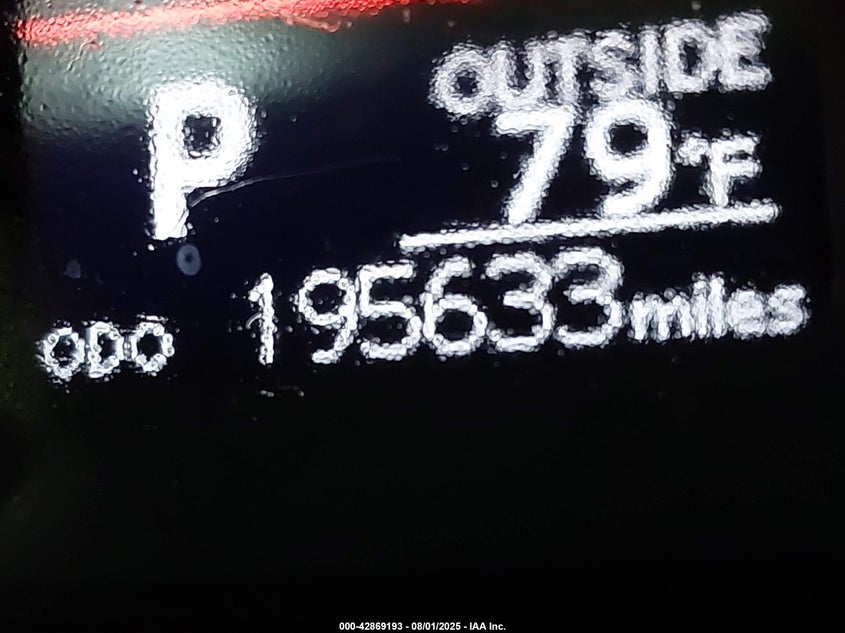 OUTSIDE
P 79°F
ODO 195633 miles
000-42869193 - 08/01/2025 - IAA Inc.